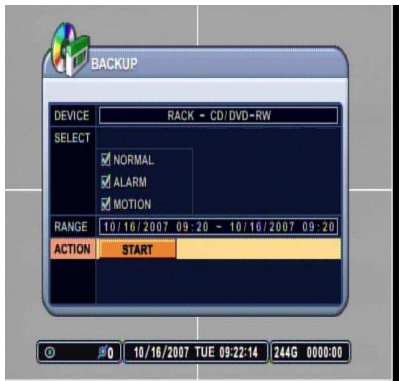 BACKUP
DEVICE RACK - CD/DVD-RW
SELECT
NORMAL
ALARM
MOTION
RANGE 10/16/2007 09:20 ~ 10/16/2007 09:20
ACTION START
0 10/16/2007 TUE 09:22:14 244G 0000:00